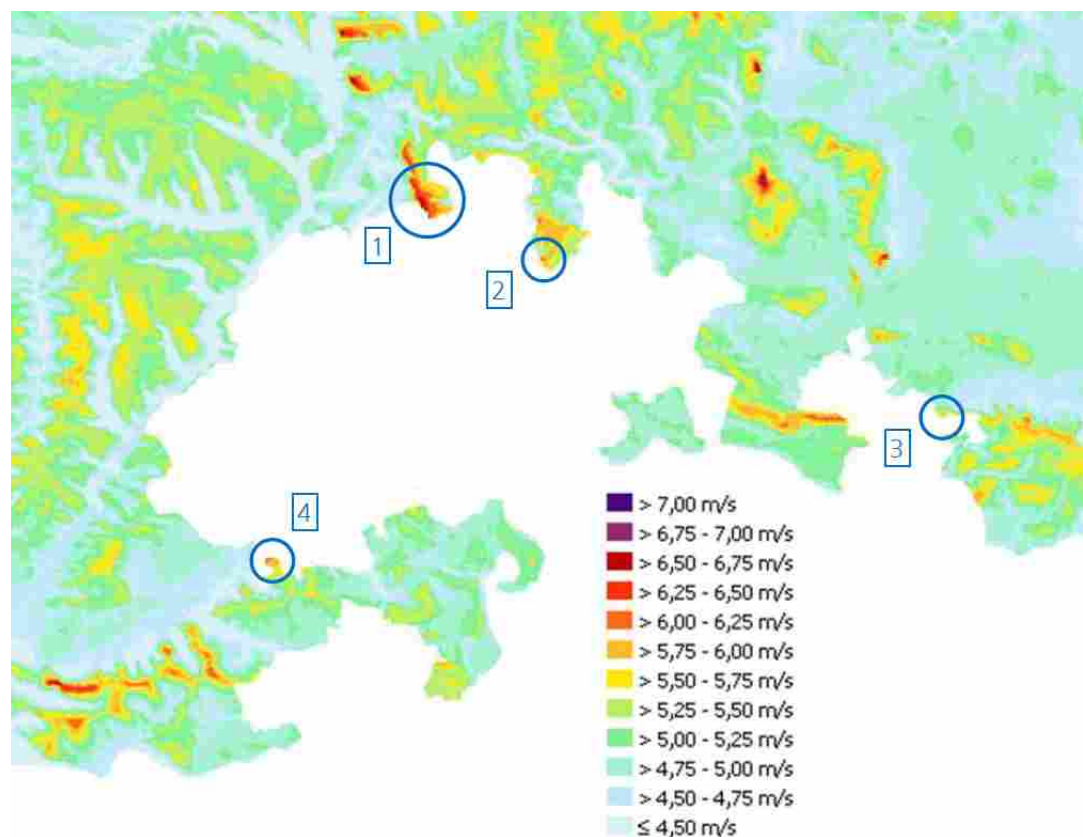 1
2
3
4
> 7,00 m/s
> 6,75 - 7,00 m/s
> 6,50 - 6,75 m/s
> 6,25 - 6,50 m/s
> 6,00 - 6,25 m/s
> 5,75 - 6,00 m/s
> 5,50 - 5,75 m/s
> 5,25 - 5,50 m/s
> 5,00 - 5,25 m/s
> 4,75 - 5,00 m/s
> 4,50 - 4,75 m/s
≤ 4,50 m/s